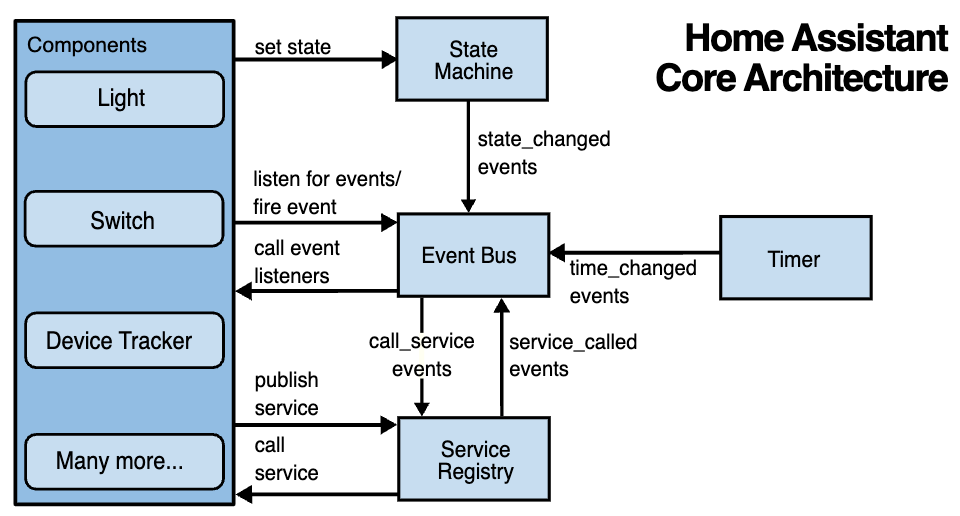 Home Assistant
Core Architecture
Components
Light
Switch
Device Tracker
Many more...
set state
State
Machine
state_changed
events
listen for events/
fire event
call event
listeners
Event Bus
time_changed
events
Timer
call_service
events
service_called
events
publish
service
call
service
Service
Registry